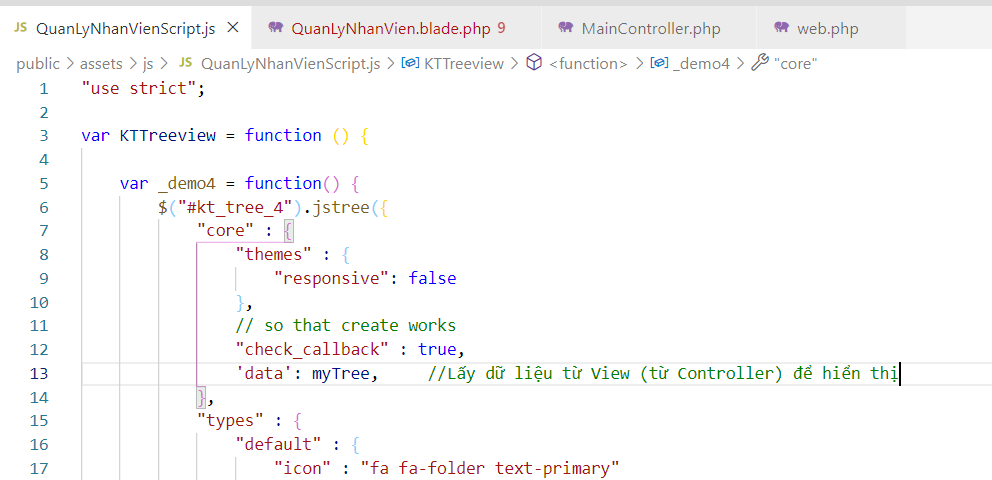 JS QuanLyNhanVienScript.js × QuanLyNhanVien.blade.php 9 MainController.php web.php
public > assets > js > JS QuanLyNhanVienScript.js > KTTreeview > <function> > _demo4 > "core"
1 "use strict";
2
3 var KTTreeview = function () {
4
5 var _demo4 = function() {
6 $("#kt_tree_4").jstree({
7 "core" : {
8 "themes" : {
9 "responsive": false
10 },
11 // so that create works
12 "check_callback" : true,
13 'data': myTree, //Lấy dữ liệu từ View (từ Controller) để hiển thị
14 },
15 "types" : {
16 "default" : {
17 "icon" : "fa fa-folder text-primary"